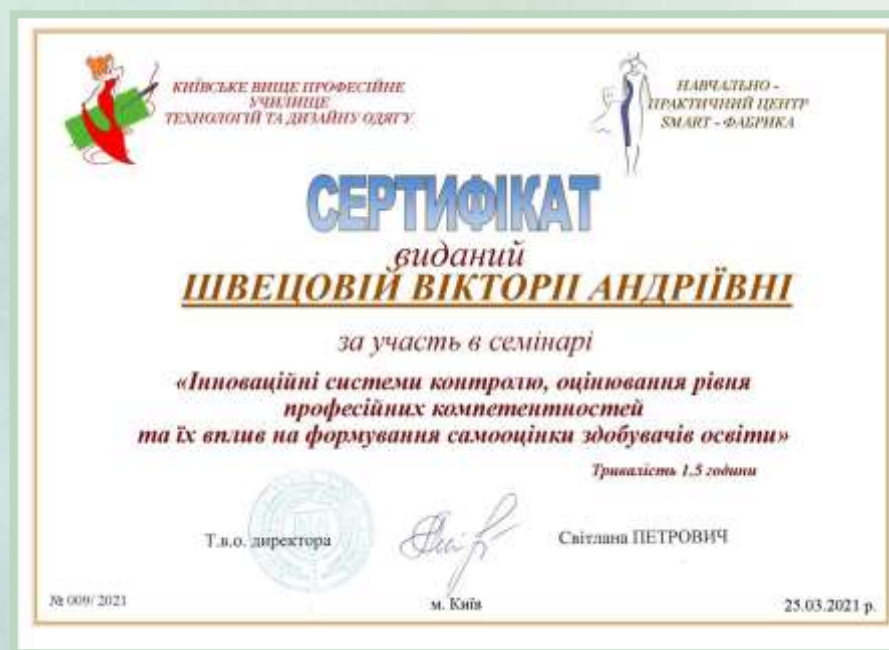 КИЇВСЬКЕ ВИЩЕ ПРОФЕСІЙНЕ
УЧИЛИЩЕ
ТЕХНОЛОГІЙ ТА ДИЗАЙНУ ОДЯГУ
НАВЧАЛЬНО -
ПРАКТИЧНИЙ ЦЕНТР
SMART - ФАБРИКА
СЕРТИФІКАТ
виданий
ШВЕЦОВІЙ ВІКТОРІЇ АНДРІЇВНІ
за участь в семінарі
«Інноваційні системи контролю, оцінювання рівня
професійних компетентностей
та їх вплив на формування самооцінки здобувачів освіти»
Тривалість 1.5 години
Т.в.о. директора
Світлана ПЕТРОВИЧ
№ 009/ 2021
м. Київ
25.03.2021 р.